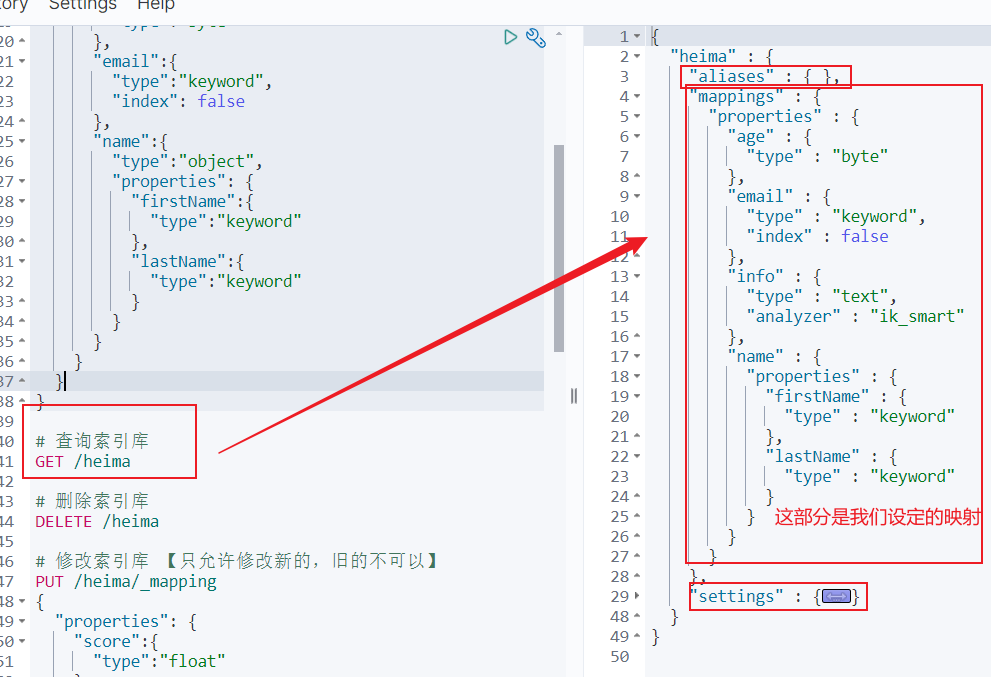 tory Settings Help
20 },
21 "email":{
22 "type":"keyword",
23 "index": false
24 },
25 "name":{
26 "type":"object",
27 "properties": {
28 "firstName":{
29 "type":"keyword"
30 },
31 "lastName":{
32 "type":"keyword"
33 }
34 }
35 }
36 }
37 }
38 }
39
40 # 查询索引库
41 GET /heima
42
43 # 删除索引库
44 DELETE /heima
45
46 # 修改索引库 【只允许修改新的，旧的不可以】
47 PUT /heima/_mapping
48 {
49 "properties": {
50 "score":{
51 "type":"float"
1 {
2 "heima" : {
3 "aliases" : { },
4 "mappings" : {
5 "properties" : {
6 "age" : {
7 "type" : "byte"
8 },
9 "email" : {
10 "type" : "keyword",
11 "index" : false
12 },
13 "info" : {
14 "type" : "text",
15 "analyzer" : "ik_smart"
16 },
17 "name" : {
18 "properties" : {
19 "firstName" : {
20 "type" : "keyword"
21 },
22 "lastName" : {
23 "type" : "keyword"
24 }
25 } 这部分是我们设定的映射
26 }
27 }
28 },
29 "settings" : {}
48 }
49 }
50